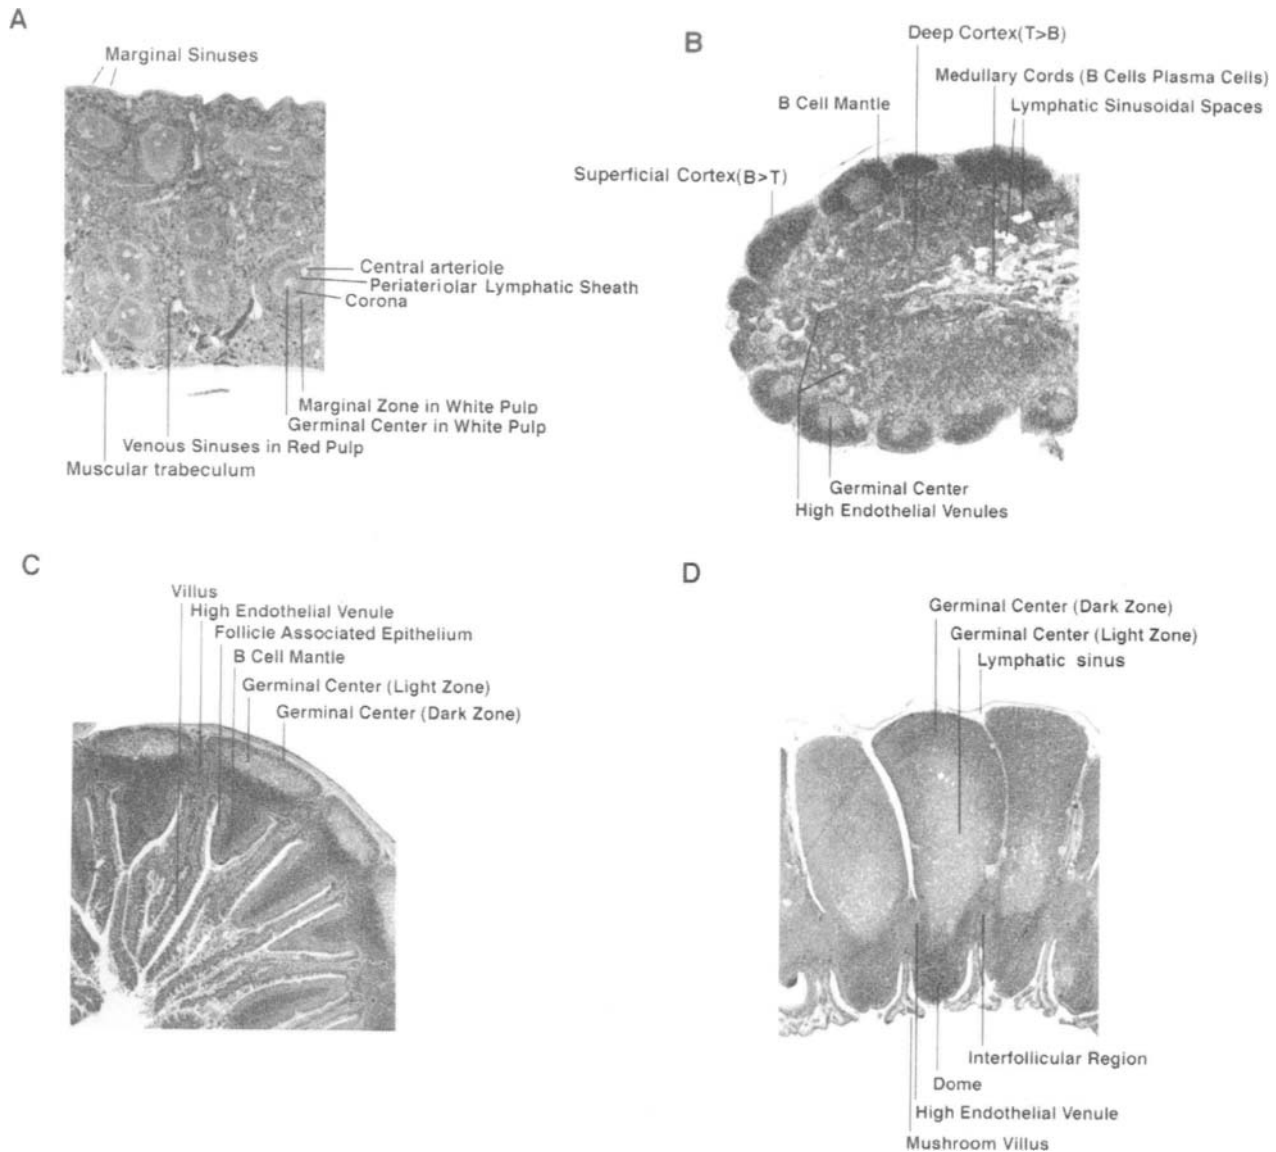 A
Marginal Sinuses
Central arteriole
Periateriolar Lymphatic Sheath
Corona
Marginal Zone in White Pulp
Germinal Center in White Pulp
Venous Sinuses in Red Pulp
Muscular trabeculum
B
Deep Cortex(T>B)
Medullary Cords (B Cells Plasma Cells)
B Cell Mantle
Lymphatic Sinusoidal Spaces
Superficial Cortex(B>T)
Germinal Center
High Endothelial Venules
C
Villus
High Endothelial Venule
Follicie Associated Epithelium
B Cell Mantle
Germinal Center (Light Zone)
Germinal Center (Dark Zone)
D
Germinal Center (Dark Zone)
Germinal Center (Light Zone)
Lymphatic sinus
Interfollicular Region
Dome
High Endothelial Venule
Mushroom Villus